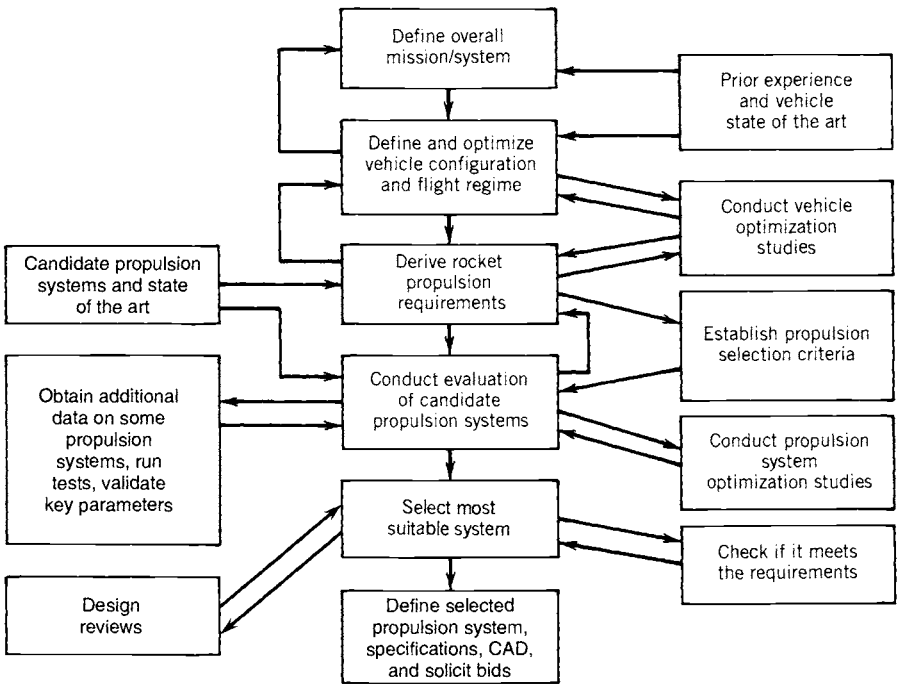 Define overall
mission/system
Prior experience
and vehicle
state of the art
Define and optimize
vehicle configuration
and flight regime
Conduct vehicle
optimization
studies
Candidate propulsion
systems and state
of the art
Derive rocket
propulsion
requirements
Establish propulsion
selection criteria
Obtain additional
data on some
propulsion
systems, run
tests, validate
key parameters
Conduct evaluation
of candidate
propulsion systems
Conduct propulsion
system
optimization studies
Select most
suitable system
Check if it meets
the requirements
Design
reviews
Define selected
propulsion system,
specifications, CAD,
and solicit bids